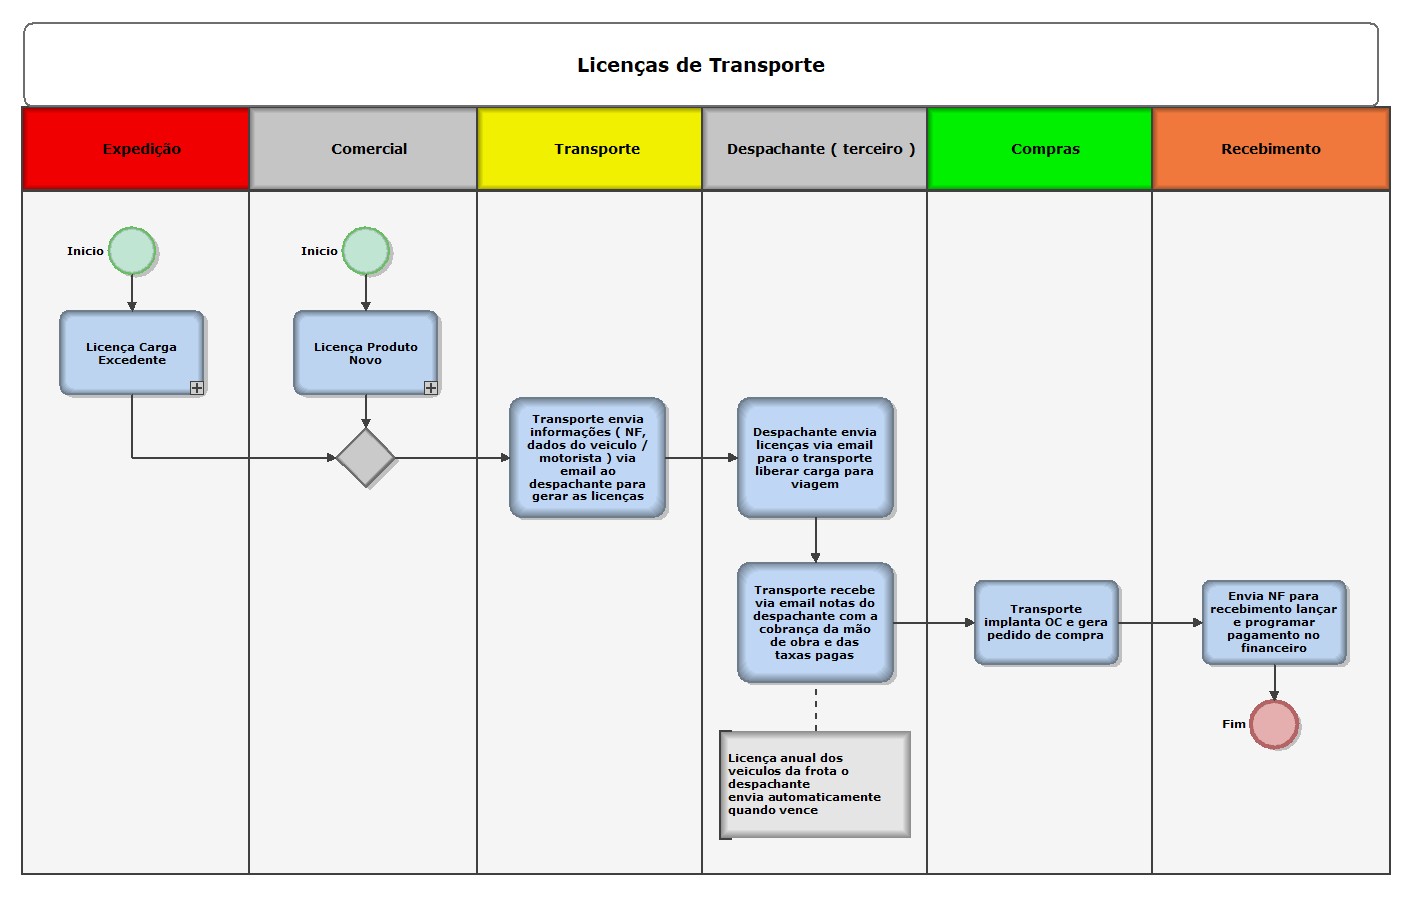 Licenças de Transporte
Expedição
Comercial
Transporte
Despachante ( terceiro )
Compras
Recebimento
Inicio
Inicio
Licença Carga
Excedente
Licença Produto
Novo
Transporte envia
informações ( NF,
dados do veiculo /
motorista ) via
email ao
despachante para
gerar as licenças
Despachante envia
licenças via email
para o transporte
liberar carga para
viagem
Transporte recebe
via email notas do
despachante com a
cobrança da mão
de obra e das
taxas pagas
Transporte
implanta OC e gera
pedido de compra
Envia NF para
recebimento lançar
e programar
pagamento no
financeiro
Fim
Licença anual dos
veiculos da frota o
despachante
envia automaticamente
quando vence